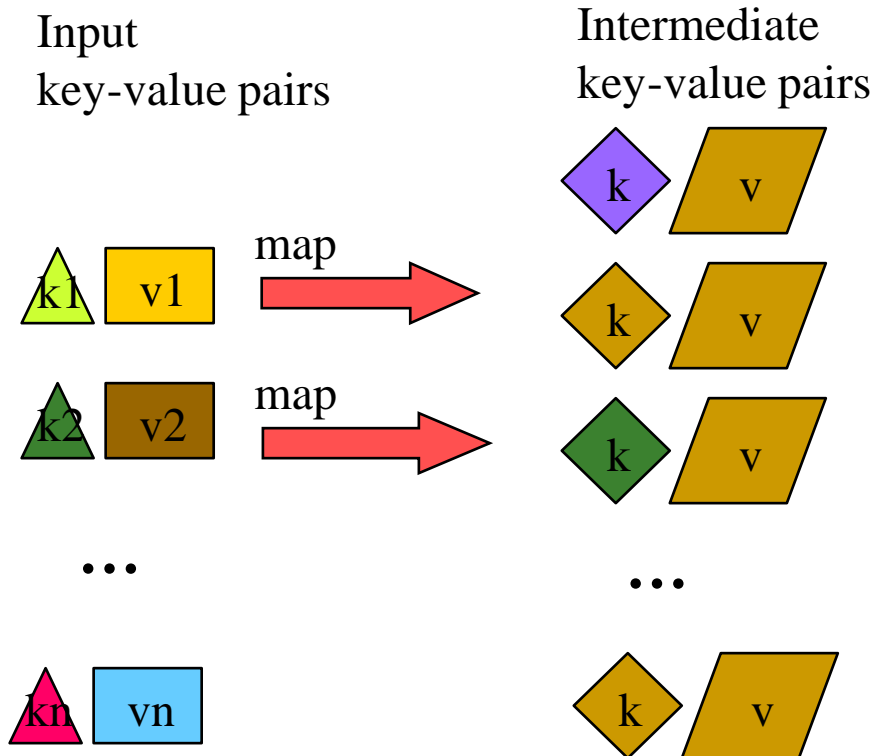 Input
key-value pairs
Intermediate
key-value pairs
k v
k1 v1 map
k v
k2 v2 map
k v
...
...
kn vn
k v